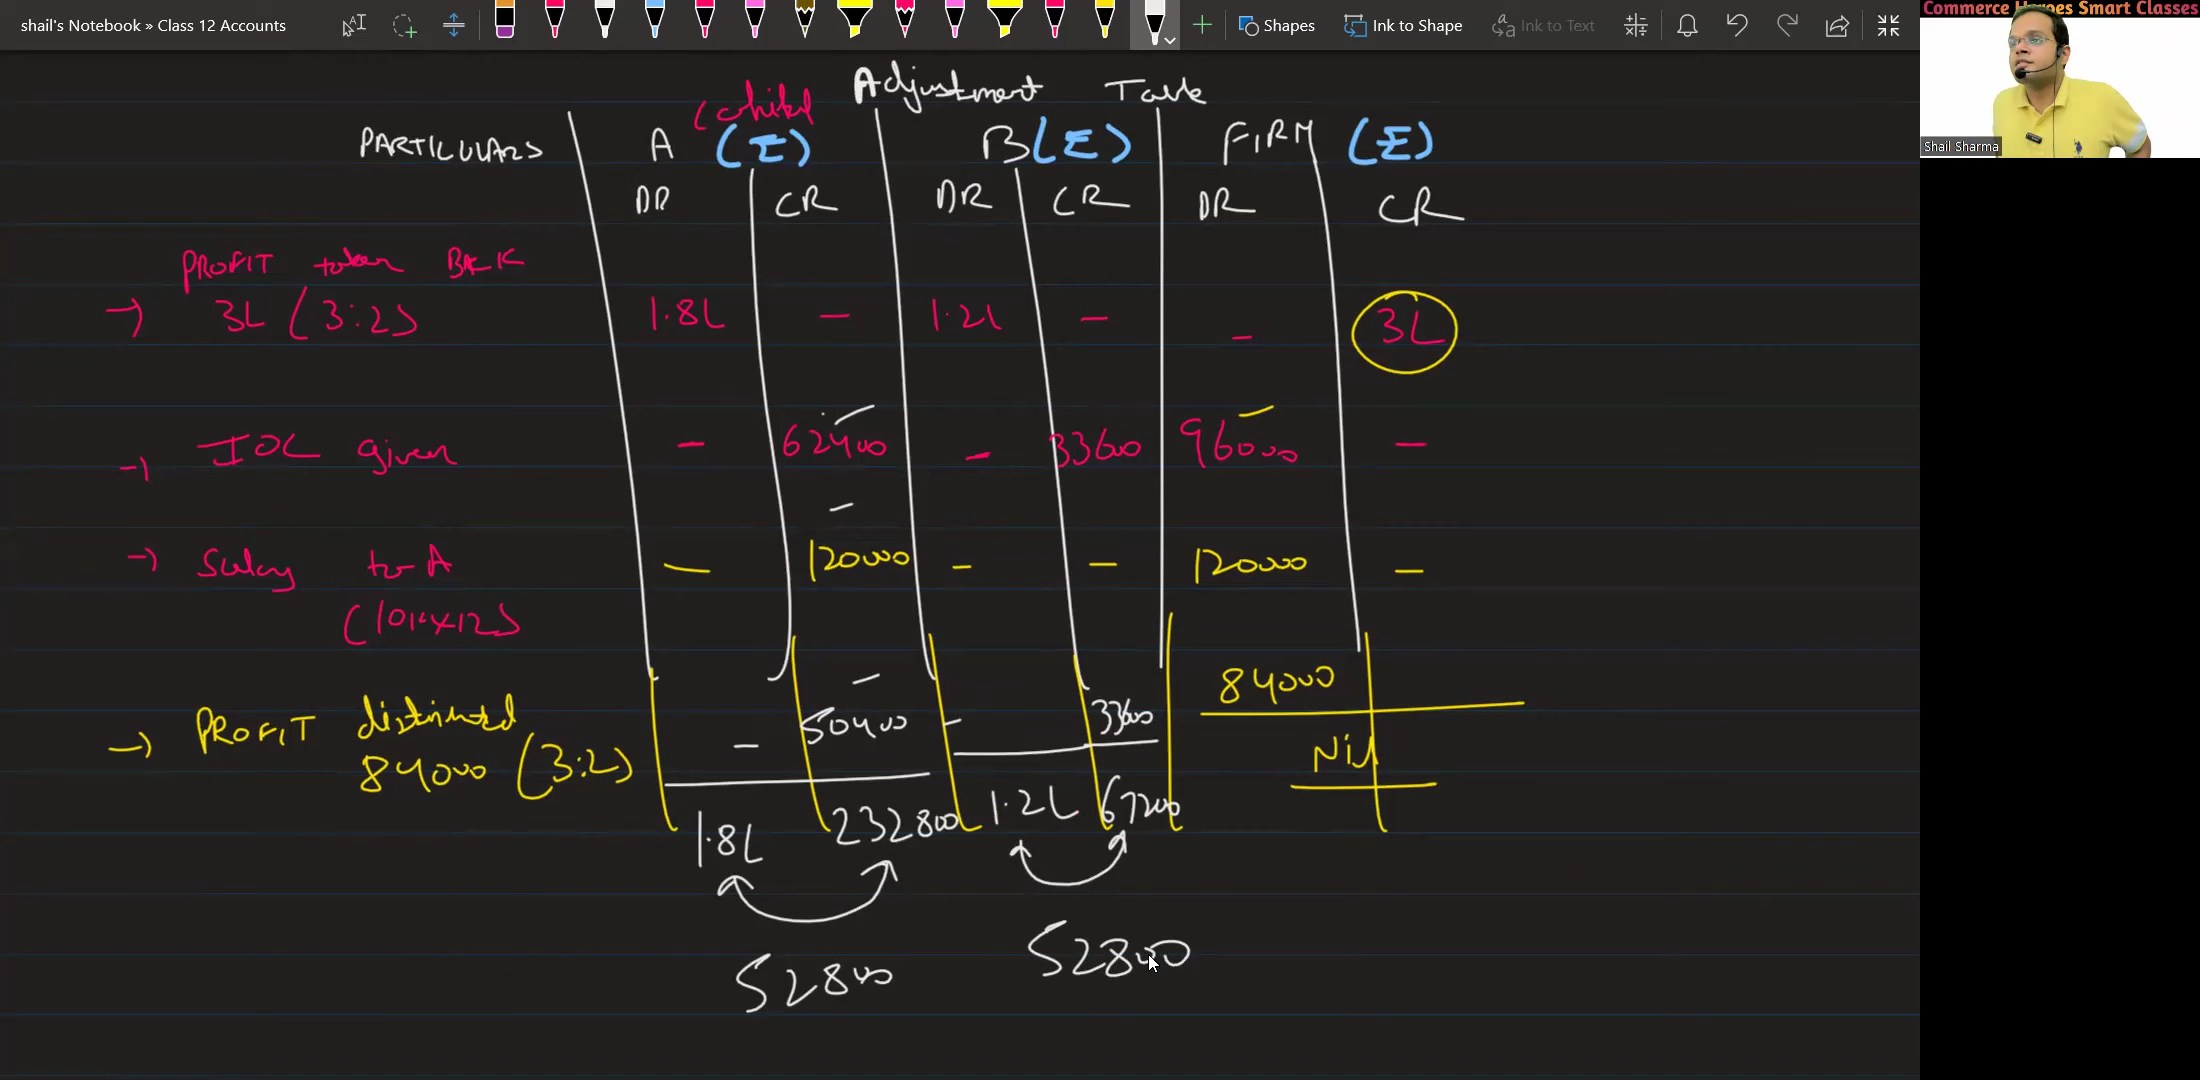 shail's Notebook » Class 12 Accounts
Shapes
Ink to Shape
Ink to Text
Commerce Heroes Smart Classes
Shail Sharma
Adjustment Table
PARTICULARS A (Σ) B (Σ) FIRM (Σ)
DR CR DR CR DR CR
PROFIT taken BACK
→ 3L (3:2) 1.8L - 1.2L - - 3L
→ IOC given - 62400 - 33600 96000 -
→ Salary to A - 120000 - - 120000 -
(10K×12)
84000
→ PROFIT distributed - 50400 - 33600
84000 (3:2) Nil
1.8L 232800 1.2L 67200
52800 52800